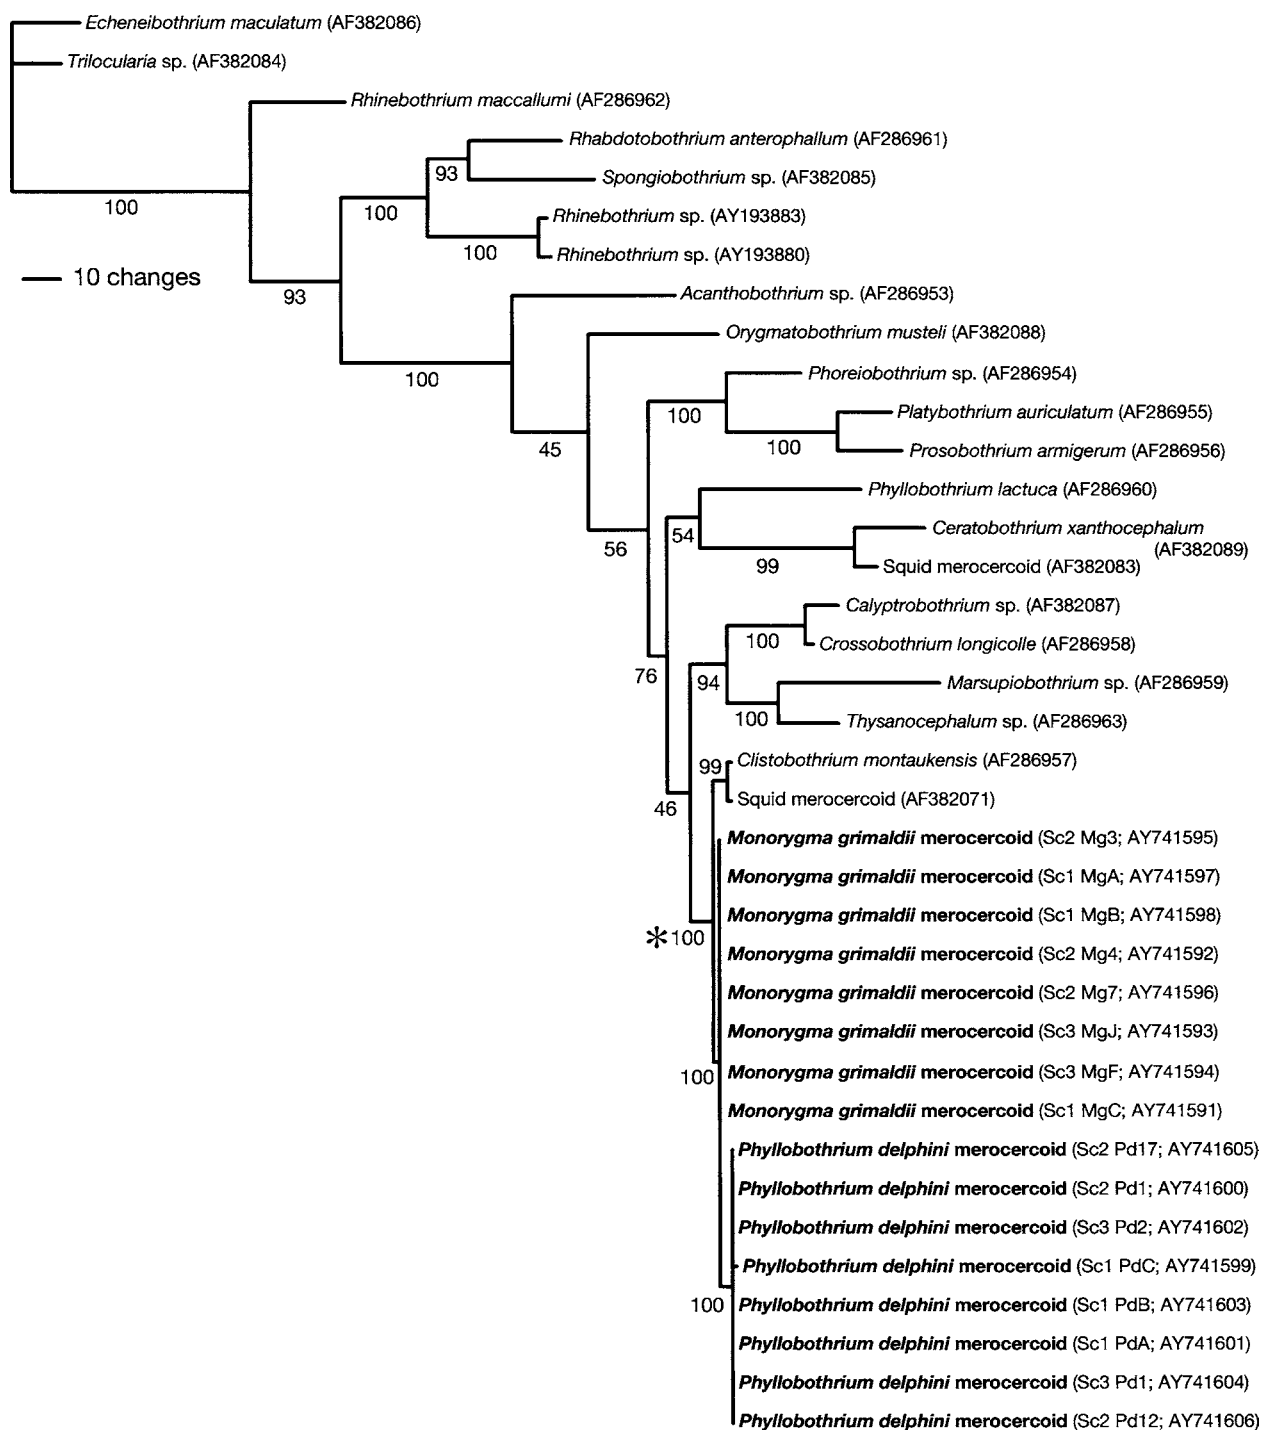 Echeneibothrium maculatum (AF382086)
Trilocularia sp. (AF382084)
Rhinebothrium maccallumi (AF286962)
Rhabdotobothrium anterophallum (AF286961)
93
Spongiobothrium sp. (AF382085)
100
100
Rhinebothrium sp. (AY193883)
100
Rhinebothrium sp. (AY193880)
10 changes
93
Acanthobothrium sp. (AF286953)
Orygmatobothrium musteli (AF382088)
100
Phoreiobothrium sp. (AF286954)
100
Platybothrium auriculatum (AF286955)
45
100
Prosobothrium armigerum (AF286956)
Phyllobothrium lactuca (AF286960)
54
Ceratobothrium xanthocephalum
(AF382089)
56
99
Squid merocercoid (AF382083)
Calyptrobothrium sp. (AF382087)
100
Crossobothrium longicolle (AF286958)
76
94
Marsupiobothrium sp. (AF286959)
100
Thysanocephalum sp. (AF286963)
99
Clistobothrium montaukensis (AF286957)
46
Squid merocercoid (AF382071)
Monorygma grimaldii merocercoid (Sc2 Mg3; AY741595)
Monorygma grimaldii merocercoid (Sc1 MgA; AY741597)
Monorygma grimaldii merocercoid (Sc1 MgB; AY741598)
*100
Monorygma grimaldii merocercoid (Sc2 Mg4; AY741592)
Monorygma grimaldii merocercoid (Sc2 Mg7; AY741596)
Monorygma grimaldii merocercoid (Sc3 MgJ; AY741593)
100
Monorygma grimaldii merocercoid (Sc3 MgF; AY741594)
Monorygma grimaldii merocercoid (Sc1 MgC; AY741591)
Phyllobothrium delphini merocercoid (Sc2 Pd17; AY741605)
Phyllobothrium delphini merocercoid (Sc2 Pd1; AY741600)
Phyllobothrium delphini merocercoid (Sc3 Pd2; AY741602)
Phyllobothrium delphini merocercoid (Sc1 PdC; AY741599)
100
Phyllobothrium delphini merocercoid (Sc1 PdB; AY741603)
Phyllobothrium delphini merocercoid (Sc1 PdA; AY741601)
Phyllobothrium delphini merocercoid (Sc3 Pd1; AY741604)
Phyllobothrium delphini merocercoid (Sc2 Pd12; AY741606)